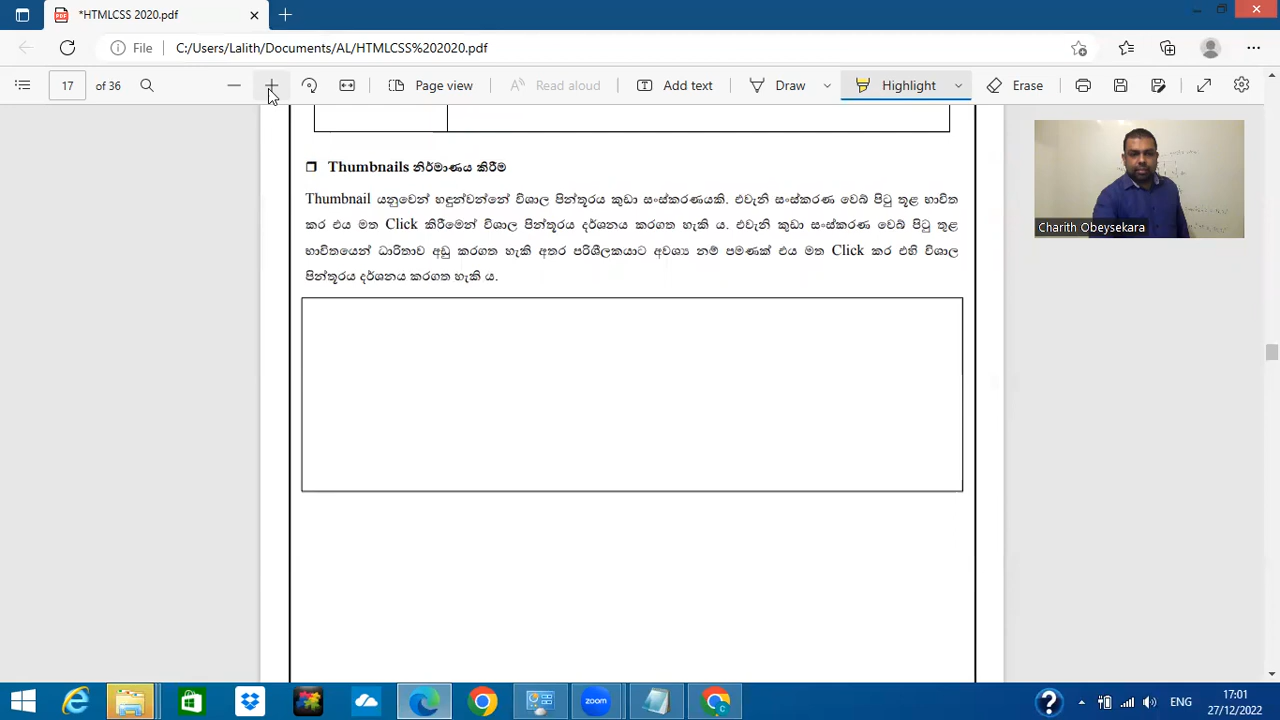 *HTMLCSS 2020.pdf
File
C:/Users/Lalith/Documents/AL/HTMLCSS%202020.pdf
17
of 36
Page view
Read aloud
Add text
Draw
Highlight
Erase
Thumbnails නිර්මාණය කිරීම
Thumbnail යනුවෙන් හඳුන්වන්නේ විශාල පින්තූරය කුඩා සංස්කරණයකි. එවැනි සංස්කරණ වෙබ් පිටු තුළ භාවිත
කර එය මත Click කිරීමෙන් විශාල පින්තූරය දර්ශනය කරගත හැකි ය. එවැනි කුඩා සංස්කරණ වෙබ් පිටු තුළ
භාවිතයෙන් ධාරිතාව අඩු කරගත හැකි අතර පරිශීලකයාට අවශ්‍ය නම් පමණක් එය මත Click කර එහි විශාල
පින්තූරය දර්ශනය කරගත හැකි ය.
Charith Obeysekara
zoom
ENG
17:01
27/12/2022